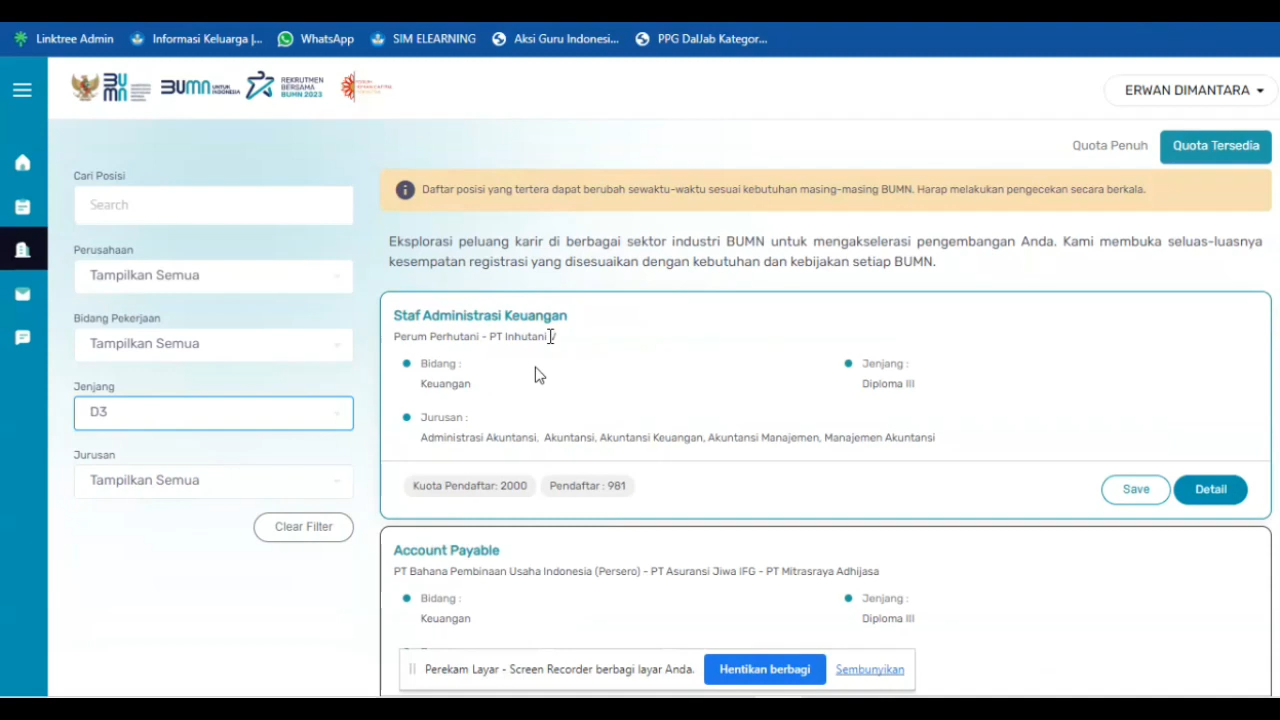 Linktree Admin
Informasi Keluarga |...
WhatsApp
SIM ELEARNING
Aksi Guru Indonesi...
PPG DalJab Kategor...
BUMN
BUMN UNTUK INDONESIA
REKRUTMEN BERSAMA BUMN 2023
ERWAN DIMANTARA
Quota Penuh
Quota Tersedia
Cari Posisi
Search
Perusahaan
Tampilkan Semua
Bidang Pekerjaan
Tampilkan Semua
Jenjang
D3
Jurusan
Tampilkan Semua
Clear Filter
Daftar posisi yang tertera dapat berubah sewaktu-waktu sesuai kebutuhan masing-masing BUMN. Harap melakukan pengecekan secara berkala.
Eksplorasi peluang karir di berbagai sektor industri BUMN untuk mengakselerasi pengembangan Anda. Kami membuka seluas-luasnya
kesempatan registrasi yang disesuaikan dengan kebutuhan dan kebijakan setiap BUMN.
Staf Administrasi Keuangan
Perum Perhutani - PT Inhutani V
Bidang :
Keuangan
Jenjang :
Diploma III
Jurusan :
Administrasi Akuntansi, Akuntansi, Akuntansi Keuangan, Akuntansi Manajemen, Manajemen Akuntansi
Kuota Pendaftar: 2000
Pendaftar : 981
Save
Detail
Account Payable
PT Bahana Pembinaan Usaha Indonesia (Persero) - PT Asuransi Jiwa IFG - PT Mitrasraya Adhijasa
Bidang :
Keuangan
Jenjang :
Diploma III
Perekam Layar - Screen Recorder berbagi layar Anda.
Hentikan berbagi
Sembunyikan